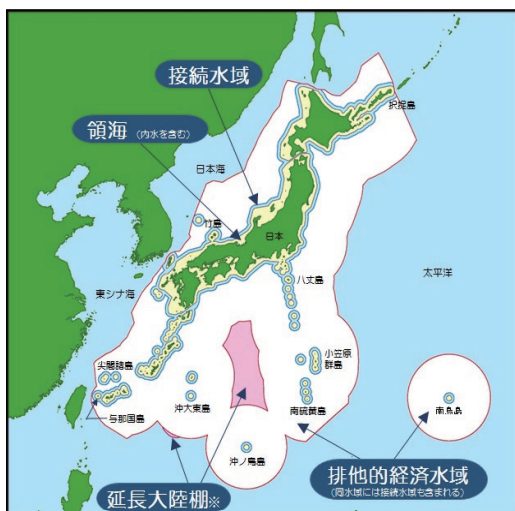 接続水域
択捉島
領海(内水を含む)
日本海
竹島
日本
東シナ海
八丈島
太平洋
尖閣諸島
小笠原
群島
与那国島
沖大東島
南硫黄島
南鳥島
沖ノ鳥島
排他的経済水域
(同水域には接続水域も含まれる)
延長大陸棚※